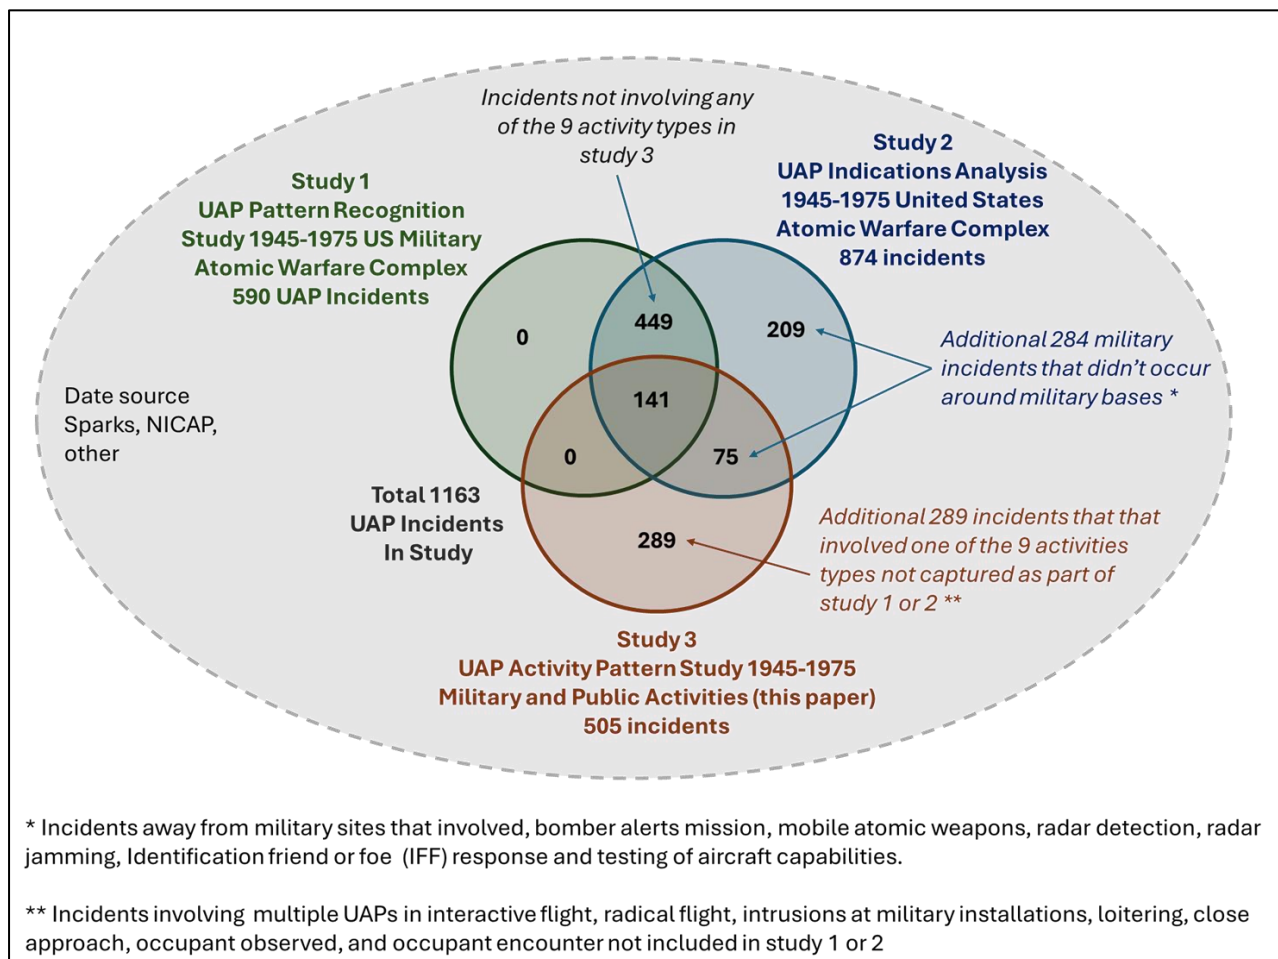 Incidents not involving any
of the 9 activity types in
study 3
Study 1
UAP Pattern Recognition
Study 1945-1975 US Military
Atomic Warfare Complex
590 UAP Incidents
Study 2
UAP Indications Analysis
1945-1975 United States
Atomic Warfare Complex
874 incidents
0
449
209
141
0
75
289
Additional 284 military
incidents that didn't occur
around military bases *
Date source
Sparks, NICAP,
other
Total 1163
UAP Incidents
In Study
Additional 289 incidents that that
involved one of the 9 activities
types not captured as part of
study 1 or 2 **
Study 3
UAP Activity Pattern Study 1945-1975
Military and Public Activities (this paper)
505 incidents
* Incidents away from military sites that involved, bomber alerts mission, mobile atomic weapons, radar detection, radar
jamming, Identification friend or foe (IFF) response and testing of aircraft capabilities.
** Incidents involving multiple UAPs in interactive flight, radical flight, intrusions at military installations, loitering, close
approach, occupant observed, and occupant encounter not included in study 1 or 2